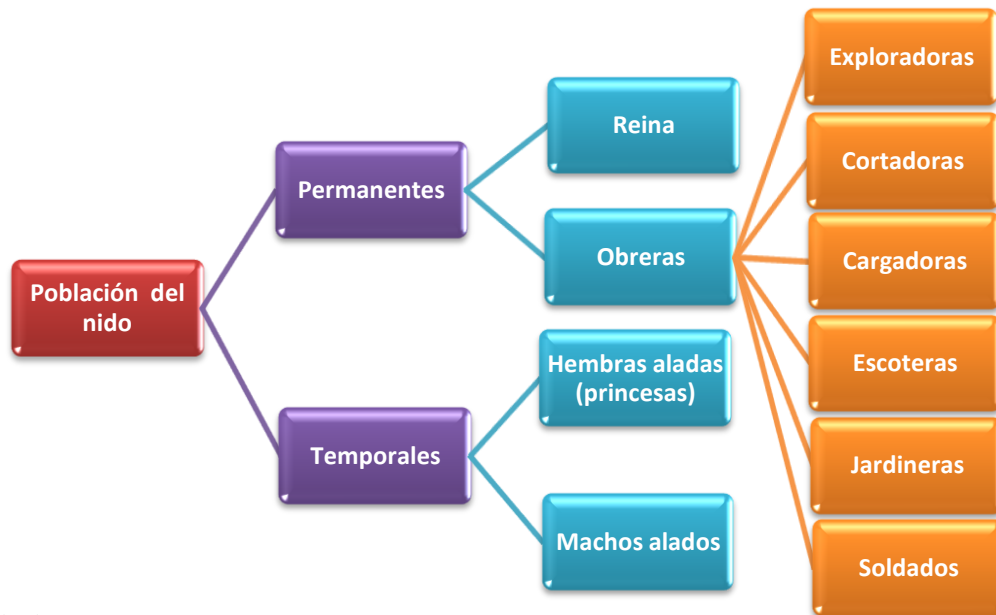 Población del
nido
Permanentes
Temporales
Reina
Obreras
Hembras aladas
(princesas)
Machos alados
Exploradoras
Cortadoras
Cargadoras
Escoteras
Jardineras
Soldados